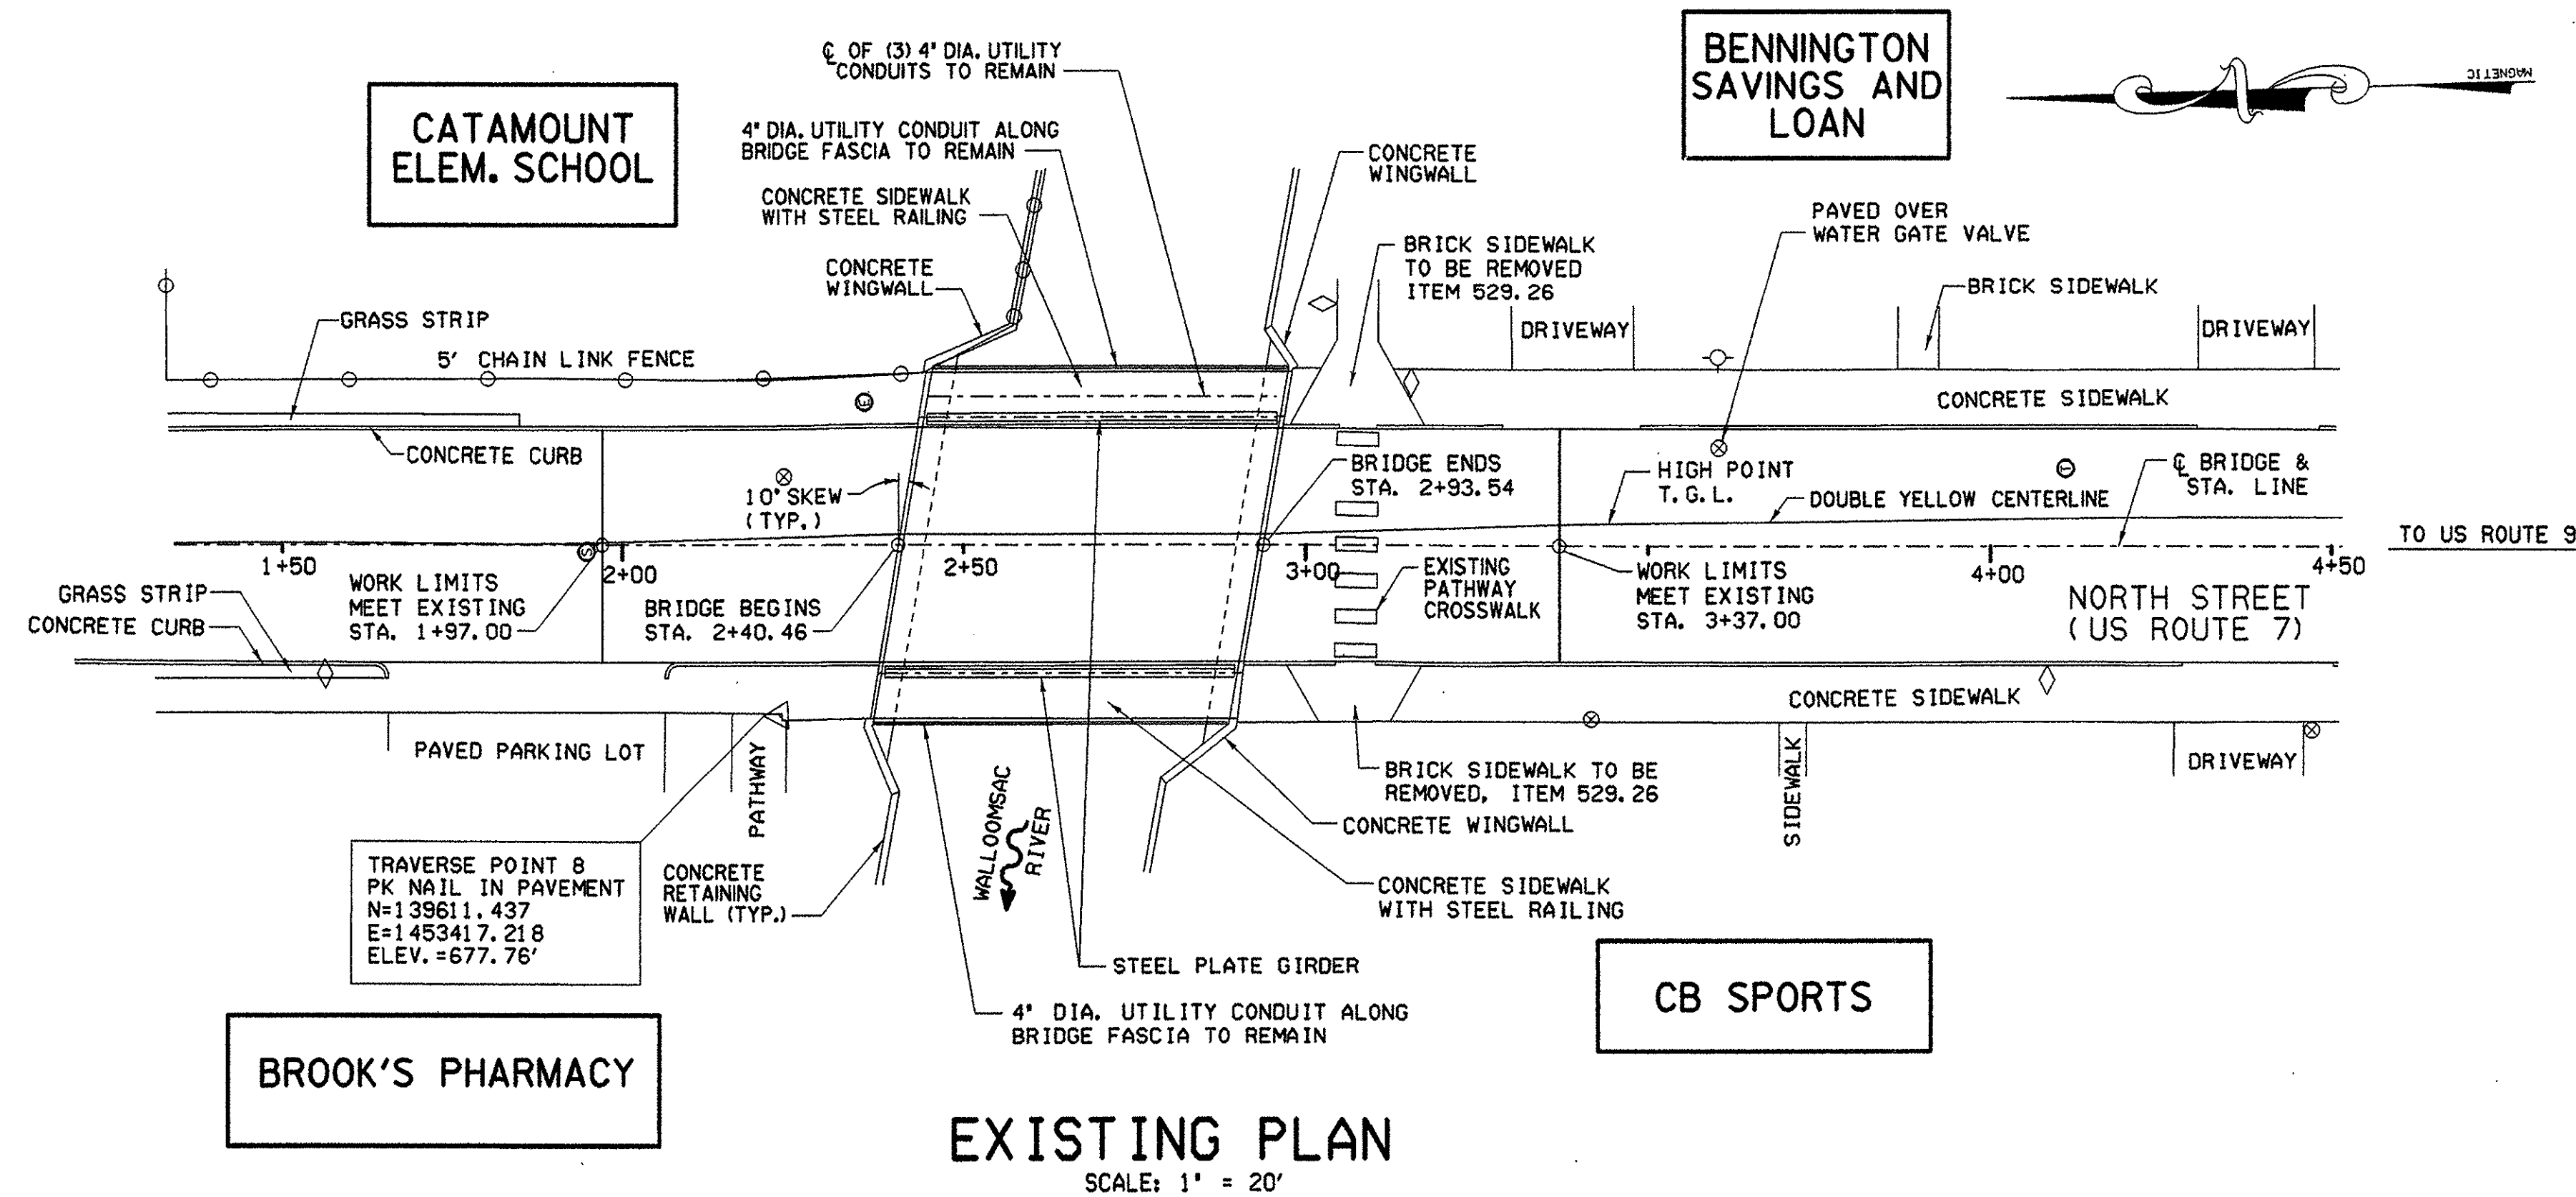 ℄ OF (3) 4" DIA. UTILITY
CONDUITS TO REMAIN
BENNINGTON
SAVINGS AND
LOAN
MAGNETIC
N
CATAMOUNT
ELEM. SCHOOL
4" DIA. UTILITY CONDUIT ALONG
BRIDGE FASCIA TO REMAIN
CONCRETE
WINGWALL
CONCRETE SIDEWALK
WITH STEEL RAILING
PAVED OVER
WATER GATE VALVE
BRICK SIDEWALK
TO BE REMOVED
ITEM 529.26
CONCRETE
WINGWALL
BRICK SIDEWALK
GRASS STRIP
DRIVEWAY
DRIVEWAY
5' CHAIN LINK FENCE
E
CONCRETE SIDEWALK
CONCRETE CURB
BRIDGE ENDS
STA. 2+93.54
HIGH POINT
T.G.L.
T
℄ BRIDGE &
STA. LINE
10° SKEW
(TYP.)
DOUBLE YELLOW CENTERLINE
TO US ROUTE 9
S
1+50
2+00
2+50
3+00
4+00
4+50
WORK LIMITS
MEET EXISTING
STA. 1+97.00
BRIDGE BEGINS
STA. 2+40.46
EXISTING
PATHWAY
CROSSWALK
WORK LIMITS
MEET EXISTING
STA. 3+37.00
NORTH STREET
(US ROUTE 7)
GRASS STRIP
CONCRETE CURB
CONCRETE SIDEWALK
PAVED PARKING LOT
PATHWAY
SIDEWALK
DRIVEWAY
BRICK SIDEWALK TO BE
REMOVED, ITEM 529.26
WALLOOMSAC
RIVER
CONCRETE WINGWALL
TRAVERSE POINT 8
PK NAIL IN PAVEMENT
N=139611.437
E=1453417.218
ELEV.=677.76'
CONCRETE
RETAINING
WALL (TYP.)
CONCRETE SIDEWALK
WITH STEEL RAILING
STEEL PLATE GIRDER
4" DIA. UTILITY CONDUIT ALONG
BRIDGE FASCIA TO REMAIN
CB SPORTS
BROOK'S PHARMACY
EXISTING PLAN
SCALE: 1" = 20'